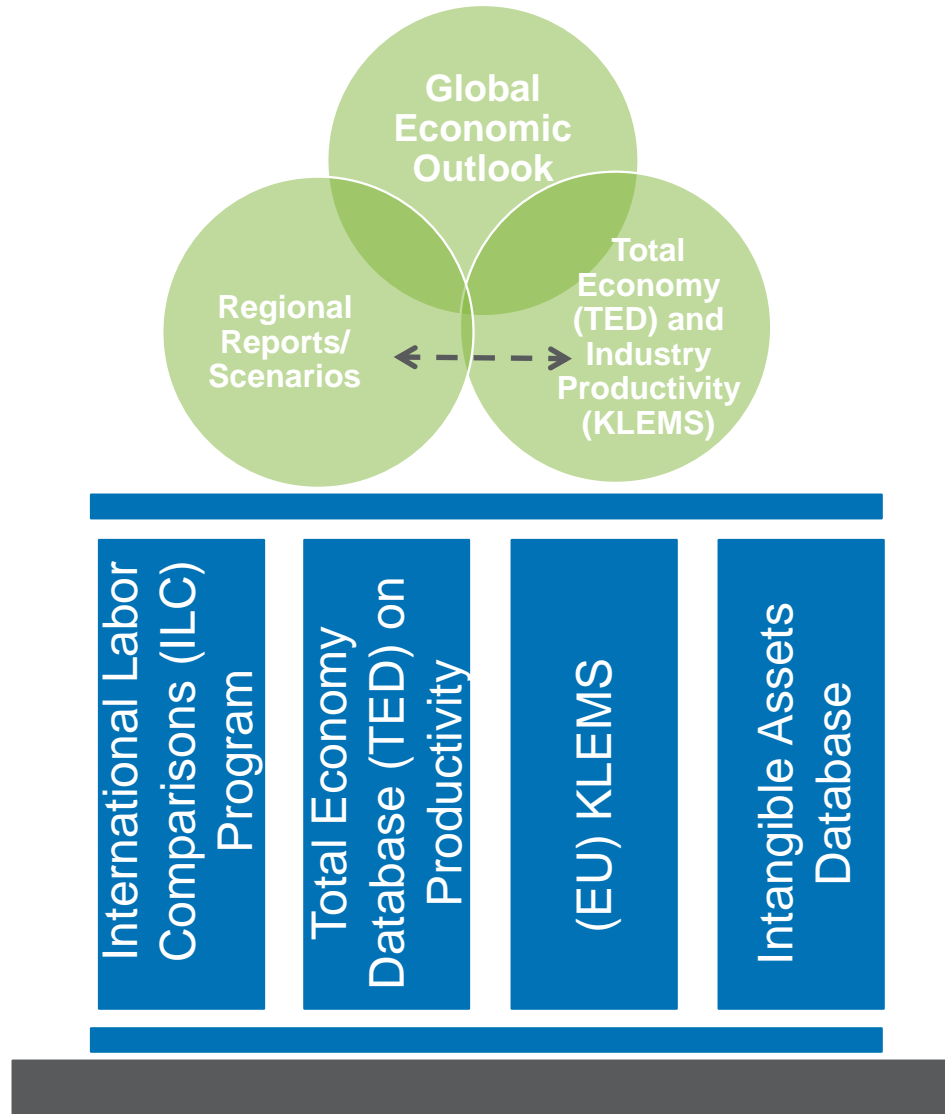 Global
Economic
Outlook
Regional
Reports/
Scenarios
Total
Economy
(TED) and
Industry
Productivity
(KLEMS)
International Labor
Comparisons (ILC)
Program
Total Economy
Database (TED) on
Productivity
(EU) KLEMS
Intangible Assets
Database